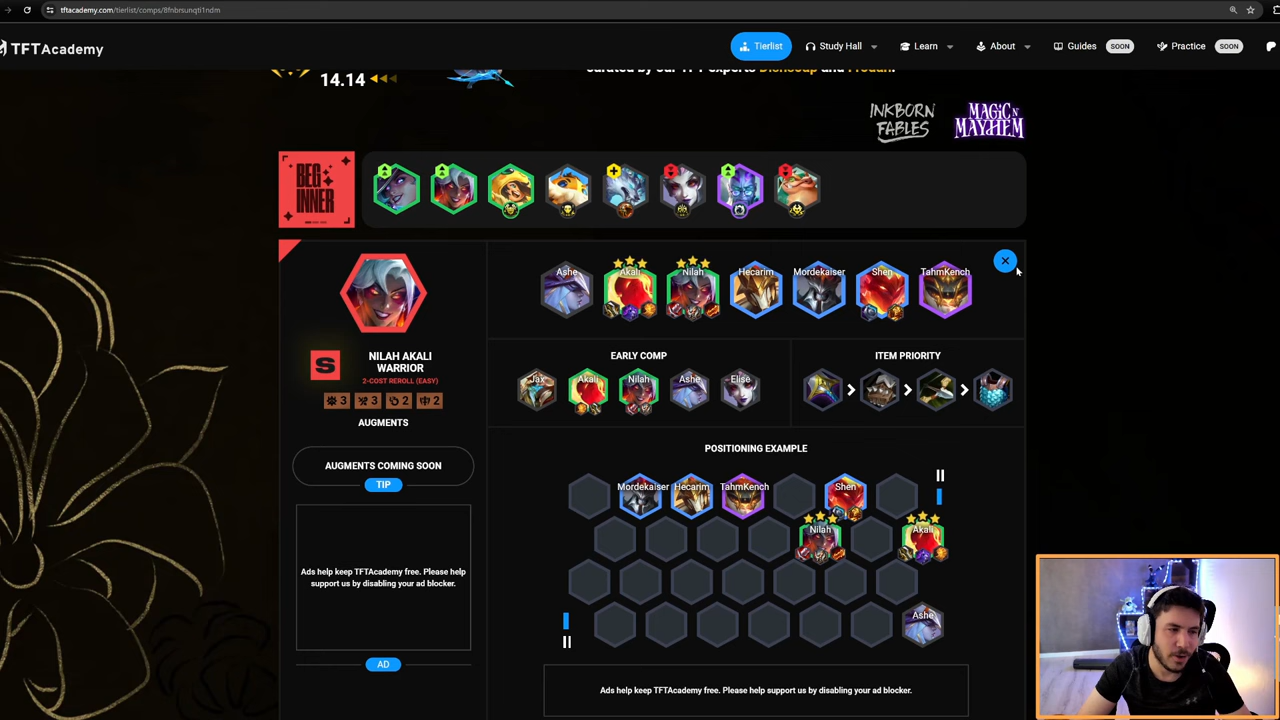 tftacademy.com/tierlist/comps/8fnbrsunqti1ndm
TFTAcademy
Tierlist
Study Hall
Learn
About
Guides
SOON
Practice
SOON
14.14
curated by our TFT experts Dishsoap and Frodan.
INKBORN
FABLES
MAGIC N'
MAYHEM
BEG
INNER
Ashe
Akali
Nilah
Hecarim
Mordekaiser
Shen
TahmKench
S
NILAH AKALI
WARRIOR
2-COST REROLL (EASY)
3
3
2
2
AUGMENTS
AUGMENTS COMING SOON
TIP
Ads help keep TFTAcademy free. Please help
support us by disabling your ad blocker.
AD
EARLY COMP
Jax
Akali
Nilah
Ashe
Elise
ITEM PRIORITY
POSITIONING EXAMPLE
Mordekaiser
Hecarim
TahmKench
Shen
Nilah
Akali
Ashe
Ads help keep TFTAcademy free. Please help support us by disabling your ad blocker.